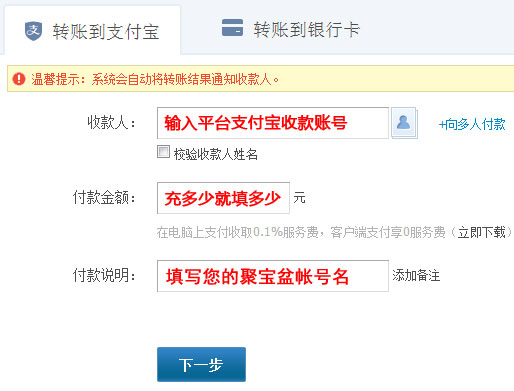 转账到支付宝 转账到银行卡
温馨提示：系统会自动将转账结果通知收款人。
收款人： 输入平台支付宝收款账号 +向多人付款
校验收款人姓名
付款金额： 充多少就填多少 元
在电脑上支付收取0.1%服务费，客户端支付享0服务费（立即下载）
付款说明： 填写您的聚宝盆帐号名 添加备注
下一步